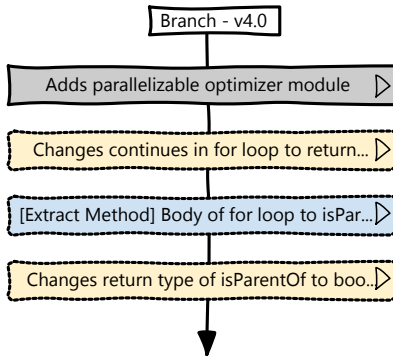 Branch - v4.0
Adds parallelizable optimizer module
Changes continues in for loop to return...
[Extract Method] Body of for loop to isPar...
Changes return type of isParentOf to boo...